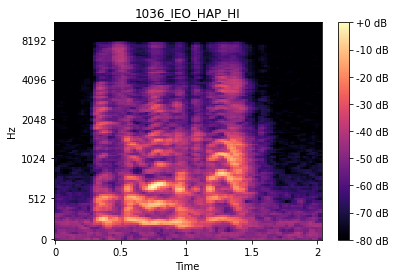 1036_IEO_HAP_HI
Hz
8192
4096
2048
1024
512
0
0
0.5
1
1.5
2
Time
+0 dB
-10 dB
-20 dB
-30 dB
-40 dB
-50 dB
-60 dB
-70 dB
-80 dB